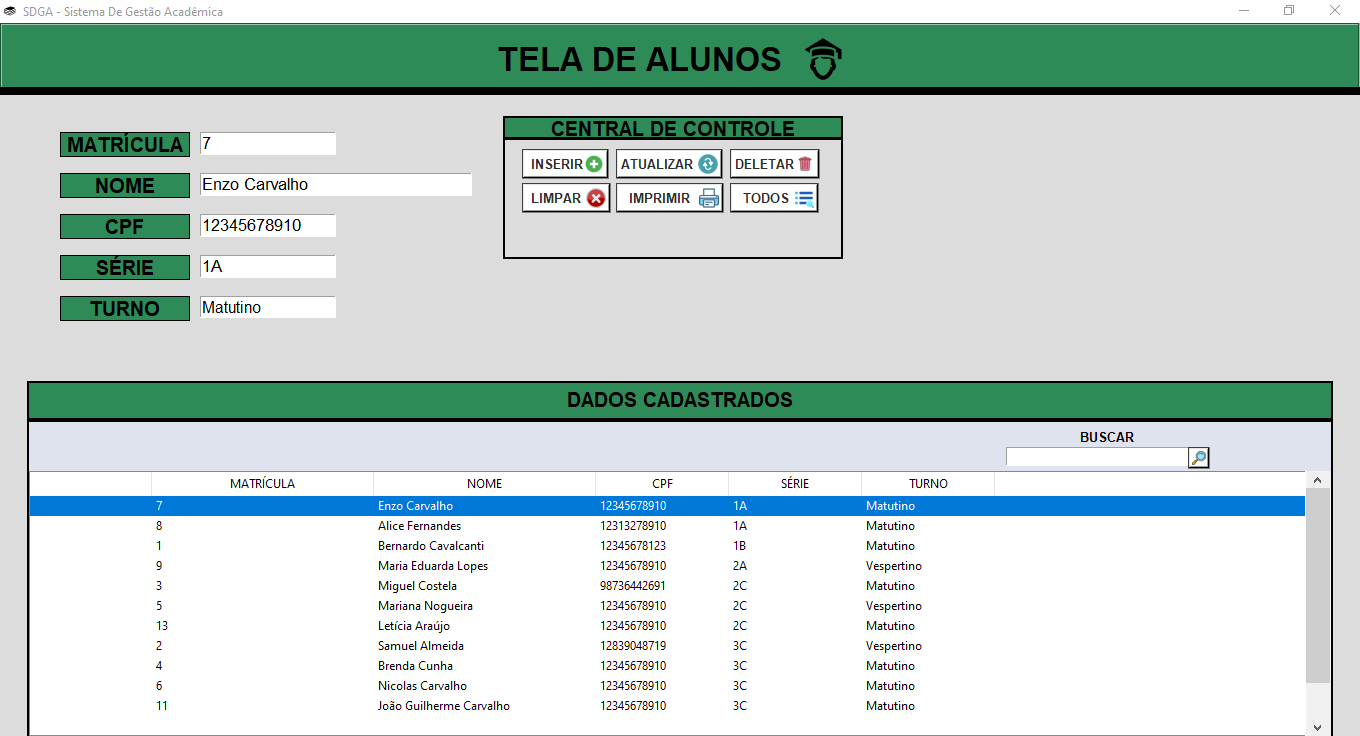 SDGA - Sistema De Gestão Acadêmica
TELA DE ALUNOS
MATRÍCULA 7
NOME Enzo Carvalho
CPF 12345678910
SÉRIE 1A
TURNO Matutino
CENTRAL DE CONTROLE
INSERIR ATUALIZAR DELETAR
LIMPAR IMPRIMIR TODOS
DADOS CADASTRADOS
BUSCAR
MATRÍCULA NOME CPF SÉRIE TURNO
7 Enzo Carvalho 12345678910 1A Matutino
8 Alice Fernandes 12313278910 1A Matutino
1 Bernardo Cavalcanti 12345678123 1B Matutino
9 Maria Eduarda Lopes 12345678910 2A Vespertino
3 Miguel Costela 98736442691 2C Matutino
5 Mariana Nogueira 12345678910 2C Vespertino
13 Letícia Araújo 12345678910 2C Matutino
2 Samuel Almeida 12839048719 3C Vespertino
4 Brenda Cunha 12345678910 3C Matutino
6 Nicolas Carvalho 12345678910 3C Matutino
11 João Guilherme Carvalho 12345678910 3C Matutino